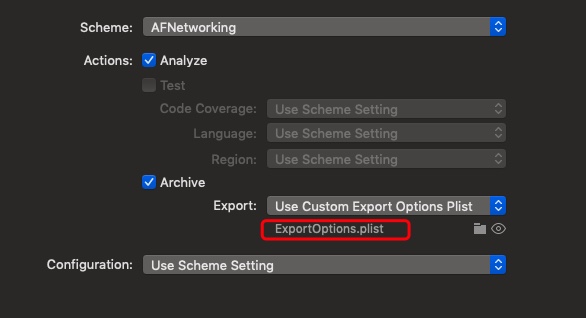 Scheme: AFNetworking
Actions: Analyze
Test
Code Coverage: Use Scheme Setting
Language: Use Scheme Setting
Region: Use Scheme Setting
Archive
Export: Use Custom Export Options Plist
ExportOptions.plist
Configuration: Use Scheme Setting